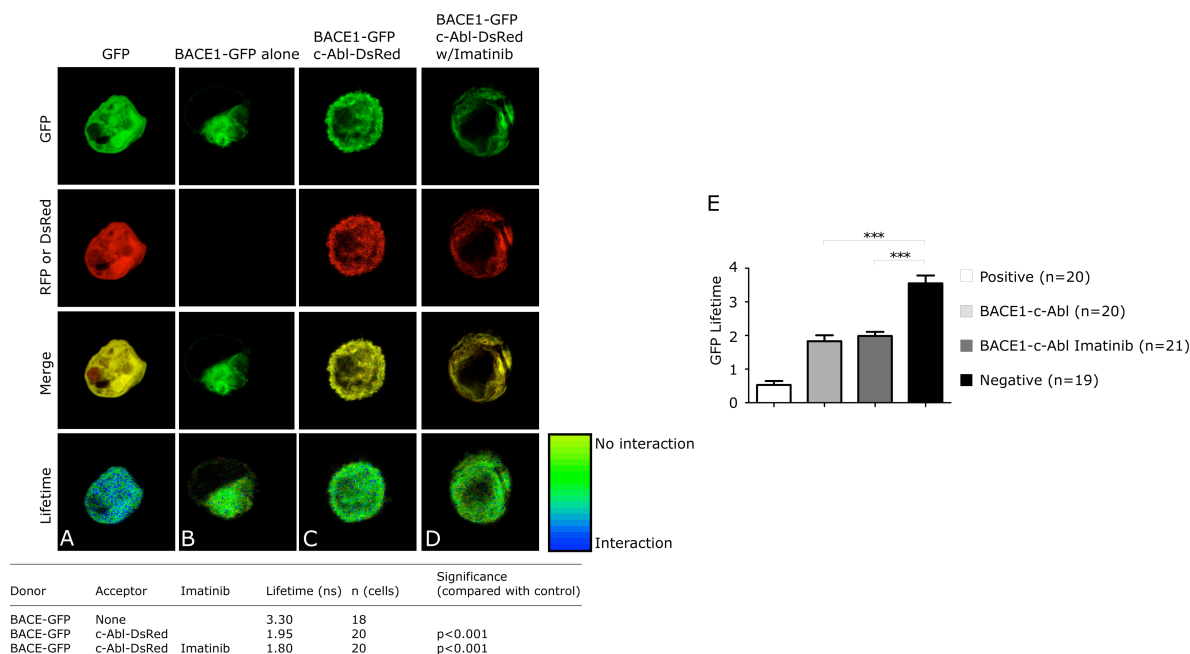 GFP
BACE1-GFP alone
BACE1-GFP
c-Abl-DsRed
BACE1-GFP
c-Abl-DsRed
w/Imatinib
GFP
RFP or DsRed
Merge
Lifetime
A
B
C
D
No interaction
Interaction
Donor Acceptor Imatinib Lifetime (ns) n (cells) Significance (compared with control)
BACE-GFP None 3.30 18
BACE-GFP c-Abl-DsRed 1.95 20 p<0.001
BACE-GFP c-Abl-DsRed Imatinib 1.80 20 p<0.001
E
***
***
GFP Lifetime
4
3
2
1
0
Positive (n=20)
BACE1-c-Abl (n=20)
BACE1-c-Abl Imatinib (n=21)
Negative (n=19)